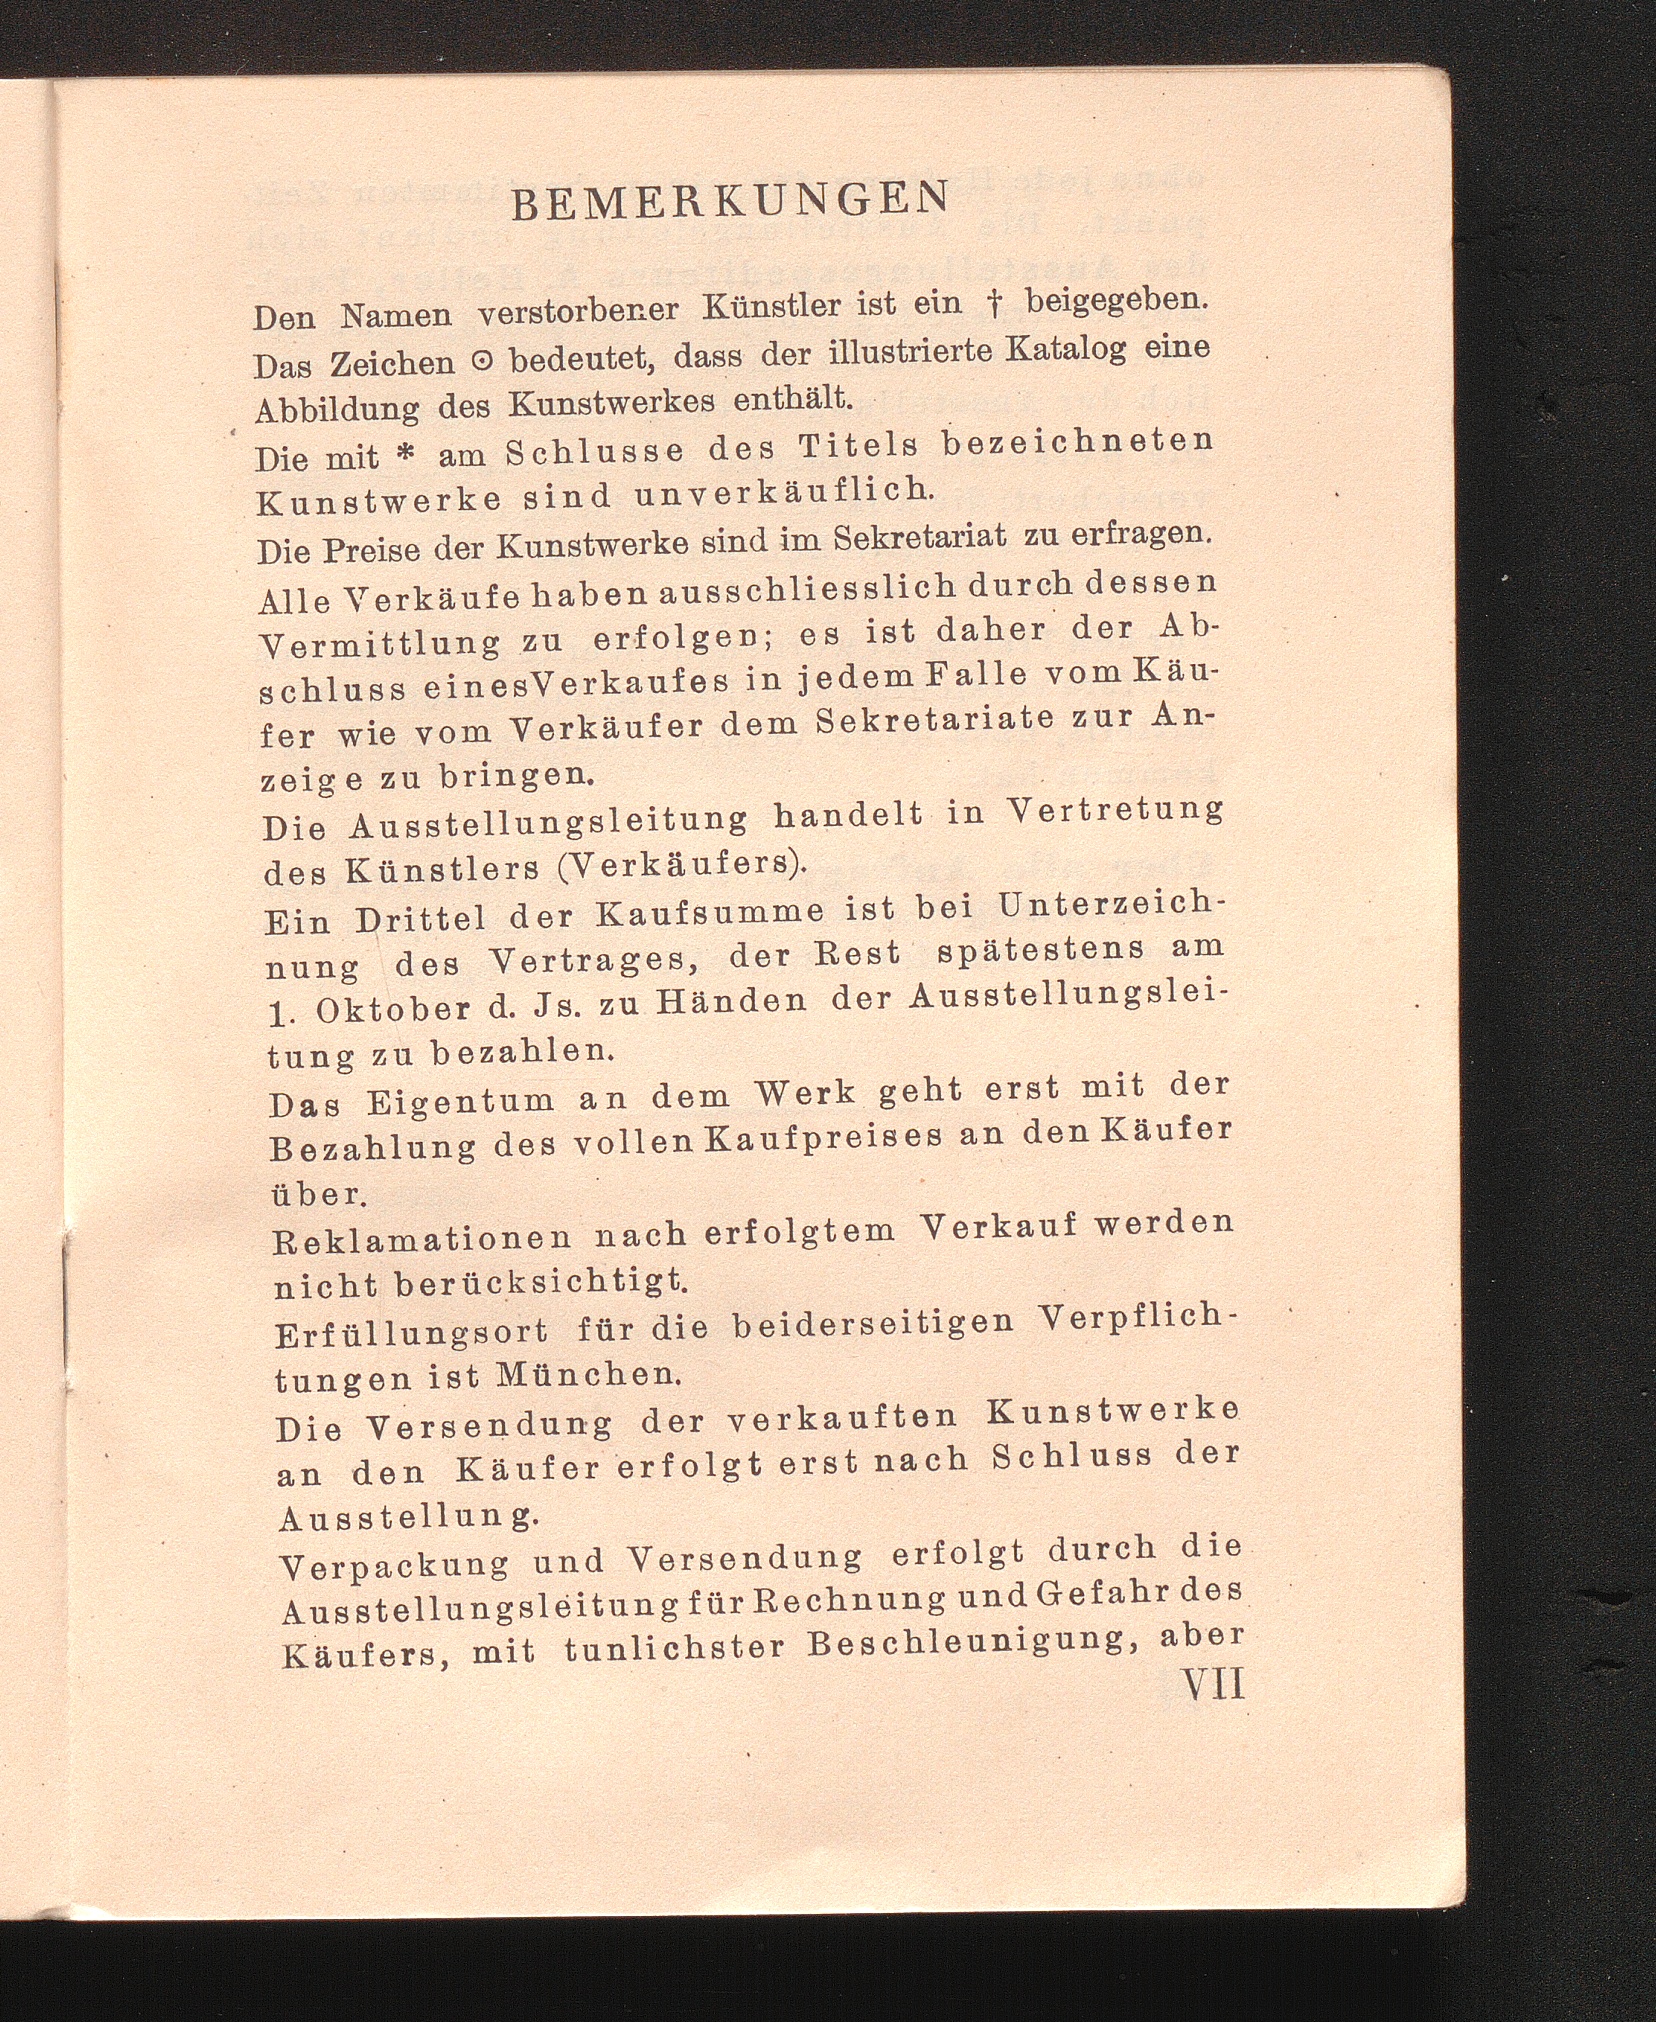 BEMERKUNGEN
Den Namen verstorbener Künstler ist ein † beigegeben.
Das Zeichen ⊙ bedeutet, dass der illustrierte Katalog eine
Abbildung des Kunstwerkes enthält.
Die mit * am Schlusse des Titels bezeichneten
Kunstwerke sind unverkäuflich.
Die Preise der Kunstwerke sind im Sekretariat zu erfragen.
Alle Verkäufe haben ausschliesslich durch dessen
Vermittlung zu erfolgen; es ist daher der Ab-
schluss eines Verkaufes in jedem Falle vom Käu-
fer wie vom Verkäufer dem Sekretariate zur An-
zeige zu bringen.
Die Ausstellungsleitung handelt in Vertretung
des Künstlers (Verkäufers).
Ein Drittel der Kaufsumme ist bei Unterzeich-
nung des Vertrages, der Rest spätestens am
1. Oktober d. Js. zu Händen der Ausstellungslei-
tung zu bezahlen.
Das Eigentum an dem Werk geht erst mit der
Bezahlung des vollen Kaufpreises an den Käufer
über.
Reklamationen nach erfolgtem Verkauf werden
nicht berücksichtigt.
Erfüllungsort für die beiderseitigen Verpflich-
tungen ist München.
Die Versendung der verkauften Kunstwerke
an den Käufer erfolgt erst nach Schluss der
Ausstellung.
Verpackung und Versendung erfolgt durch die
Ausstellungsleitung für Rechnung und Gefahr des
Käufers, mit tunlichster Beschleunigung, aber
VII